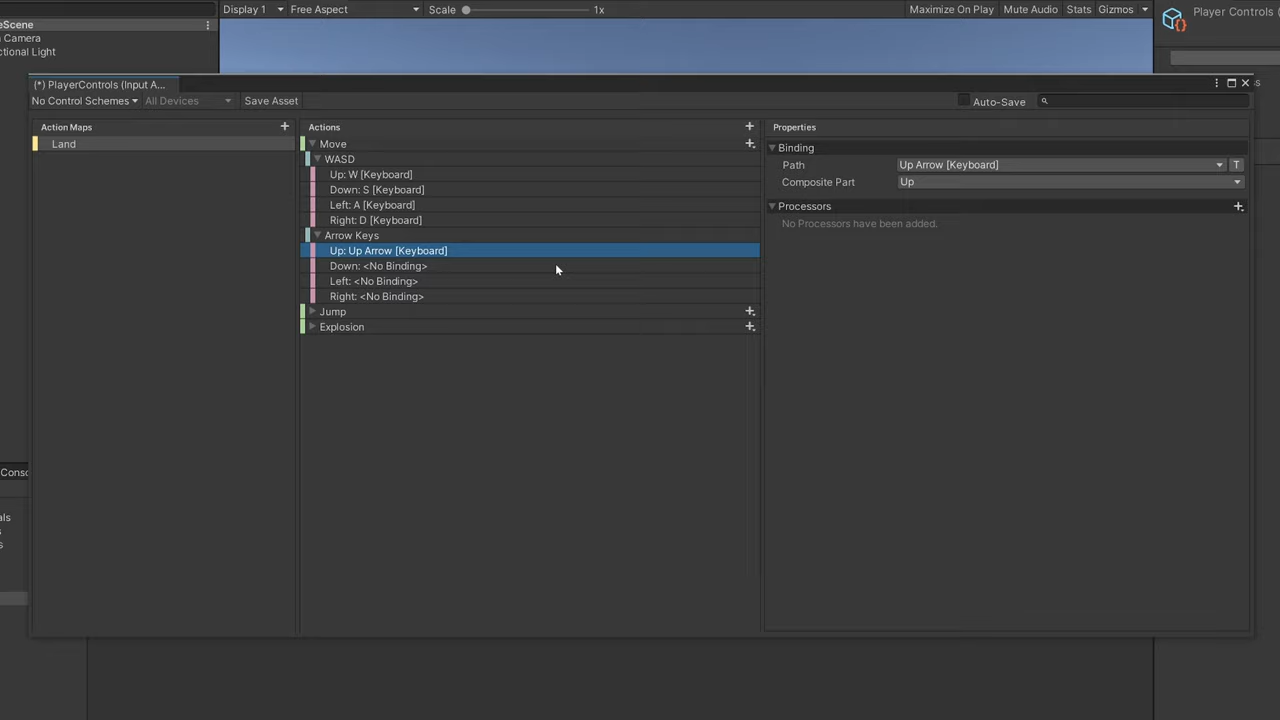 Display 1 Free Aspect Scale 1x Maximize On Play Mute Audio Stats Gizmos Player Controls (
eScene
Camera
ctional Light
(*) PlayerControls (Input A...
No Control Schemes All Devices Save Asset Auto-Save
Action Maps Actions Properties
Land
Move
WASD
Up: W [Keyboard]
Down: S [Keyboard]
Left: A [Keyboard]
Right: D [Keyboard]
Arrow Keys
Up: Up Arrow [Keyboard]
Down: <No Binding>
Left: <No Binding>
Right: <No Binding>
Jump
Explosion
Binding
Path Up Arrow [Keyboard] T
Composite Part Up
Processors
No Processors have been added.
Conso
als
s
s